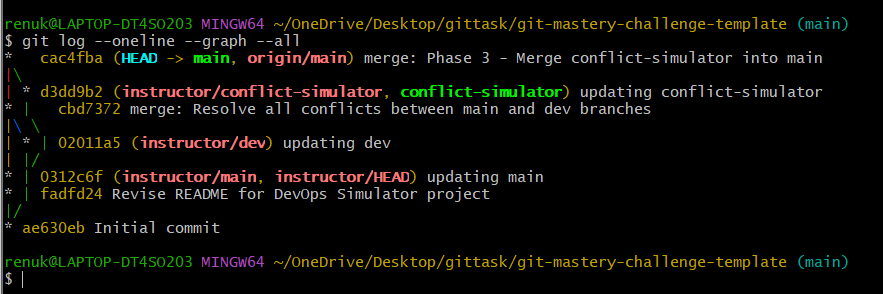 renuk@LAPTOP-DT4SO203 MINGW64 ~/OneDrive/Desktop/gittask/git-mastery-challenge-template (main)
$ git log --oneline --graph --all
*   cac4fba (HEAD -> main, origin/main) merge: Phase 3 - Merge conflict-simulator into main
|\
| * d3dd9b2 (instructor/conflict-simulator, conflict-simulator) updating conflict-simulator
* |   cbd7372 merge: Resolve all conflicts between main and dev branches
|\ \
| * | 02011a5 (instructor/dev) updating dev
| |/
* | 0312c6f (instructor/main, instructor/HEAD) updating main
* | fadfd24 Revise README for DevOps Simulator project
|/
* ae630eb Initial commit
renuk@LAPTOP-DT4SO203 MINGW64 ~/OneDrive/Desktop/gittask/git-mastery-challenge-template (main)
$